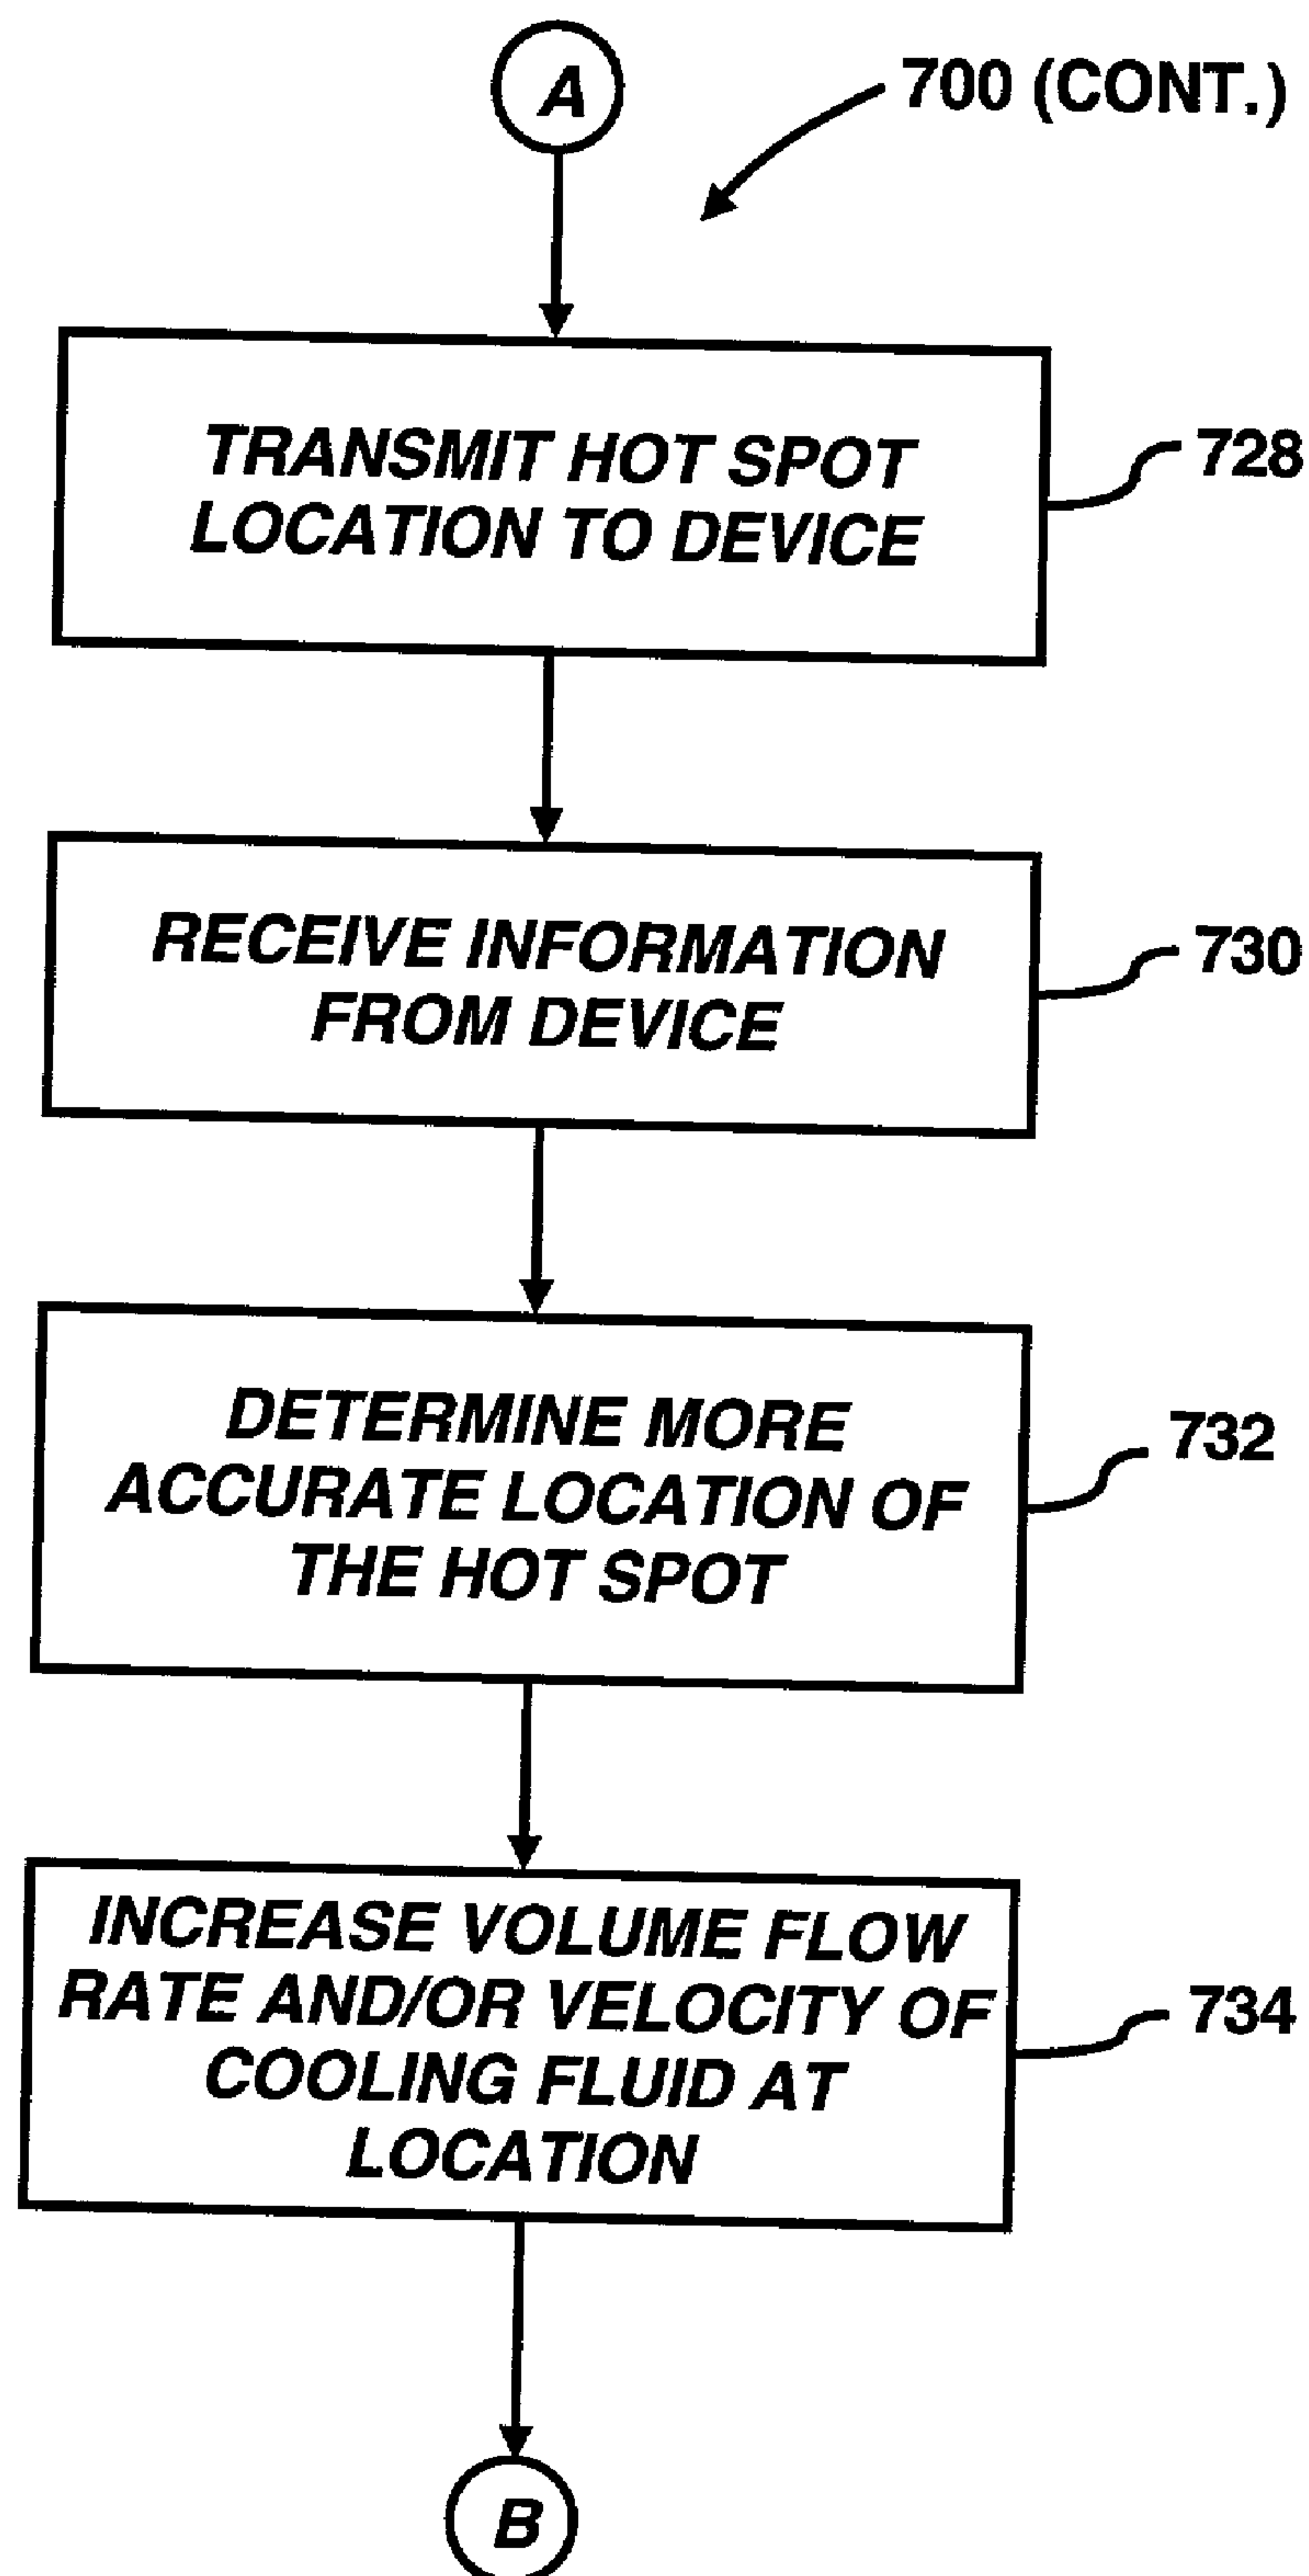 A
700 (CONT.)
TRANSMIT HOT SPOT
LOCATION TO DEVICE
728
RECEIVE INFORMATION
FROM DEVICE
730
DETERMINE MORE
ACCURATE LOCATION OF
THE HOT SPOT
732
INCREASE VOLUME FLOW
RATE AND/OR VELOCITY OF
COOLING FLUID AT
LOCATION
734
B